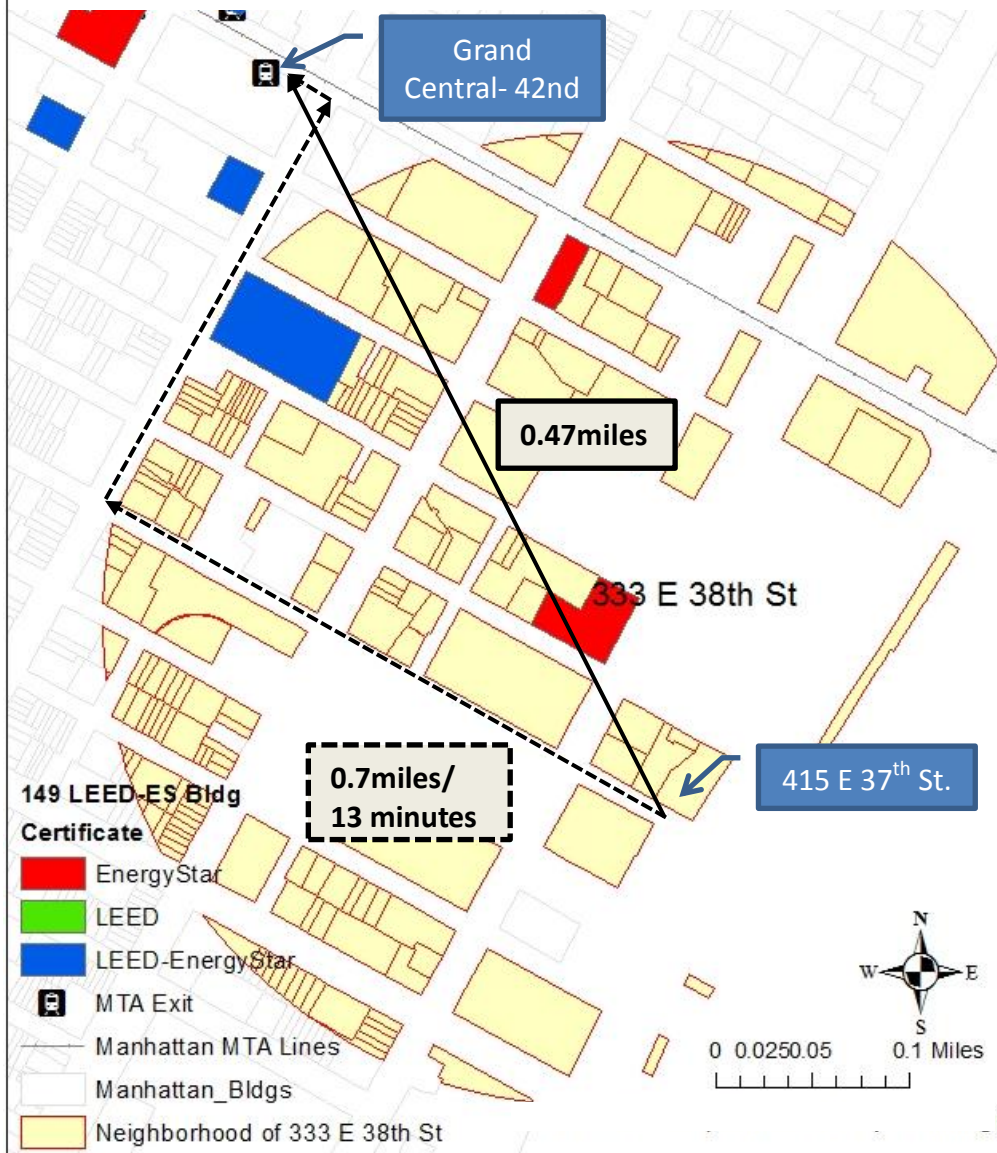 Grand
Central- 42nd
0.47miles
333 E 38th St
0.7miles/
13 minutes
415 E 37th St.
149 LEED-ES Bldg
Certificate
EnergyStar
LEED
LEED-EnergyStar
MTA Exit
Manhattan MTA Lines
Manhattan_Bldgs
Neighborhood of 333 E 38th St
N
W E
S
0 0.0250.05 0.1 Miles